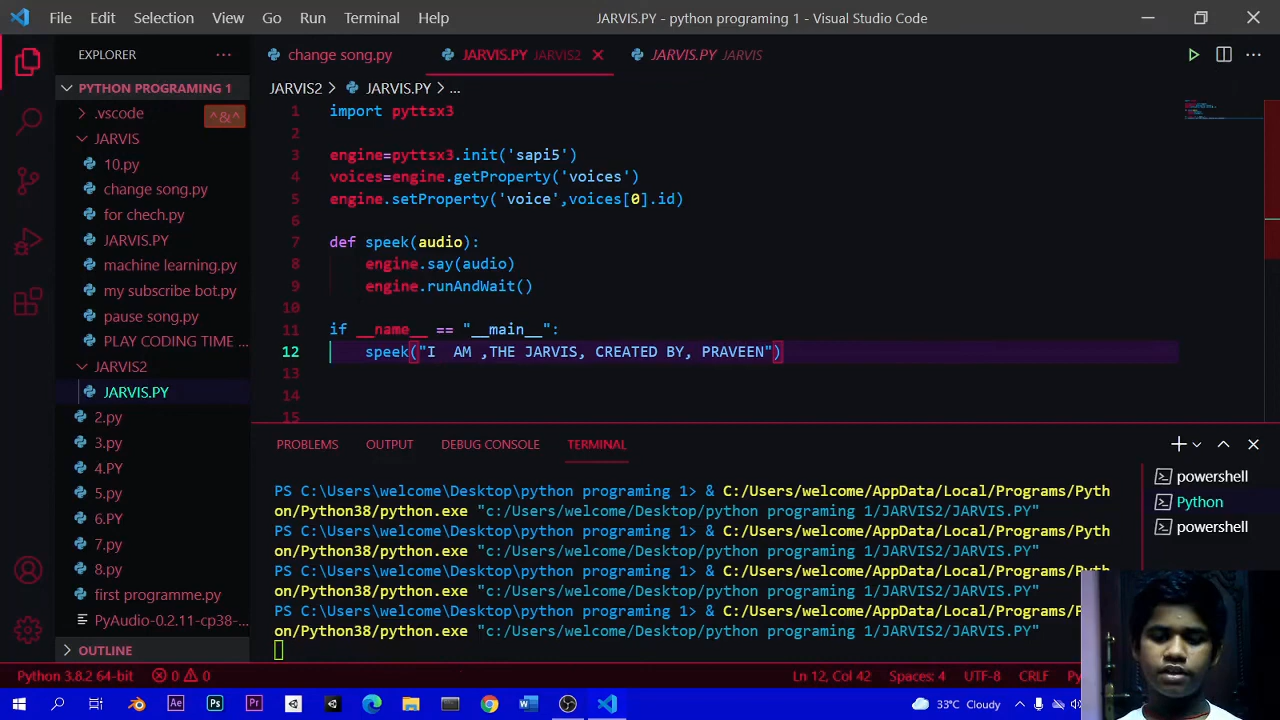 File Edit Selection View Go Run Terminal Help JARVIS.PY - python programing 1 - Visual Studio Code
EXPLORER
change song.py JARVIS.PY JARVIS2 JARVIS.PY JARVIS
PYTHON PROGRAMING 1
JARVIS2 > JARVIS.PY > ...
.vscode
^&^
JARVIS
10.py
change song.py
for chech.py
JARVIS.PY
machine learning.py
my subscribe bot.py
pause song.py
PLAY CODING TIME ...
JARVIS2
JARVIS.PY
2.py
3.py
4.PY
5.py
6.PY
7.py
8.py
first programme.py
PyAudio-0.2.11-cp38-...
OUTLINE
1 import pyttsx3
2
3 engine=pyttsx3.init('sapi5')
4 voices=engine.getProperty('voices')
5 engine.setProperty('voice',voices[0].id)
6
7 def speek(audio):
8 engine.say(audio)
9 engine.runAndWait()
10
11 if __name__ == "__main__":
12 speek("I  AM ,THE JARVIS, CREATED BY, PRAVEEN")
13
14
15
PROBLEMS OUTPUT DEBUG CONSOLE TERMINAL
PS C:\Users\welcome\Desktop\python programing 1> & C:/Users/welcome/AppData/Local/Programs/Pyth
on/Python38/python.exe "c:/Users/welcome/Desktop/python programing 1/JARVIS2/JARVIS.PY"
PS C:\Users\welcome\Desktop\python programing 1> & C:/Users/welcome/AppData/Local/Programs/Pyth
on/Python38/python.exe "c:/Users/welcome/Desktop/python programing 1/JARVIS2/JARVIS.PY"
PS C:\Users\welcome\Desktop\python programing 1> & C:/Users/welcome/AppData/Local/Programs/Pyth
on/Python38/python.exe "c:/Users/welcome/Desktop/python programing 1/JARVIS2/JARVIS.PY"
PS C:\Users\welcome\Desktop\python programing 1> & C:/Users/welcome/AppData/Local/Programs/P
on/Python38/python.exe "c:/Users/welcome/Desktop/python programing 1/JARVIS2/JARVIS.PY"
powershell
Python
powershell
Python 3.8.2 64-bit 0 0 Ln 12, Col 42 Spaces: 4 UTF-8 CRLF Py
Ae Ps Pr 33°C Cloudy